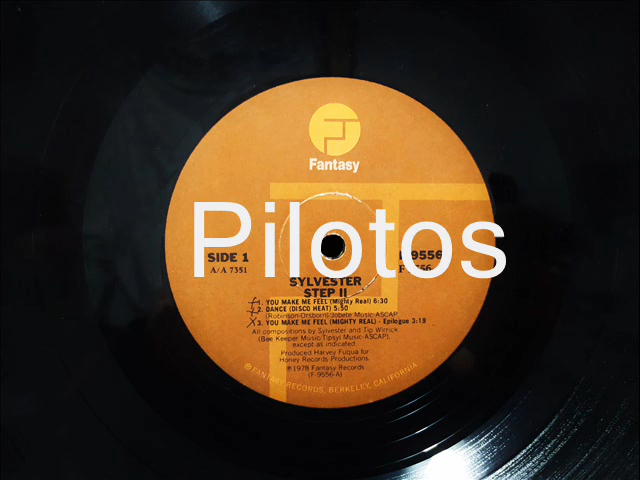 Fantasy
Pilotos
SIDE 1
A/A 7351
F-9556
SYLVESTER
STEP II
1. YOU MAKE ME FEEL (Mighty Real) 6:30
2. DANCE (DISCO HEAT) 5:50
(Robinson-Orsborn) Jobete Music-ASCAP
3. YOU MAKE ME FEEL (MIGHTY REAL) - Epilogue 3:19
All compositions by Sylvester and Tip Wirrick
(Bee Keeper Music/Tipsyl Music-ASCAP),
except as indicated.
Produced Harvey Fuqua for
Honey Records Productions.
℗ 1978 Fantasy Records
(F-9556-A)
© FANTASY RECORDS, BERKELEY, CALIFORNIA